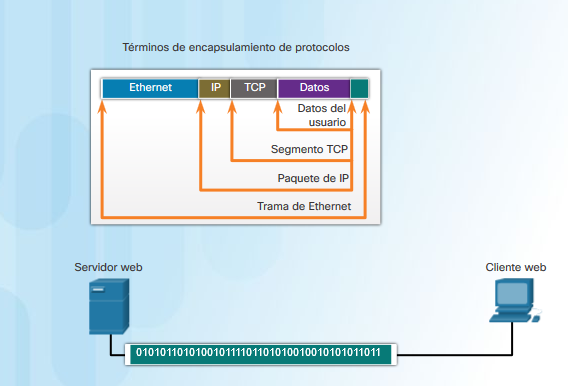 Términos de encapsulamiento de protocolos
Ethernet IP TCP Datos
Datos del
usuario
Segmento TCP
Paquete de IP
Trama de Ethernet
Servidor web
Cliente web
010101101010010111101101010010010101011011